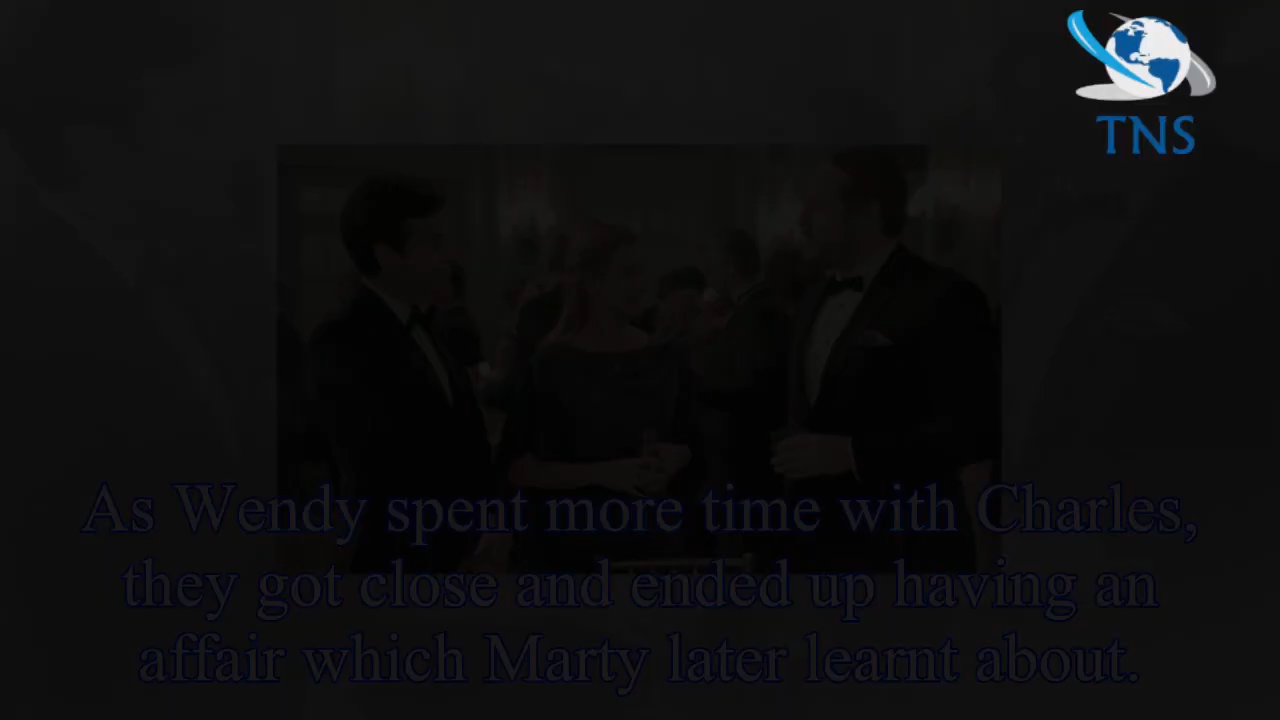 TNS
As Wendy spent more time with Charles,
they got close and ended up having an
affair which Marty later learnt about.